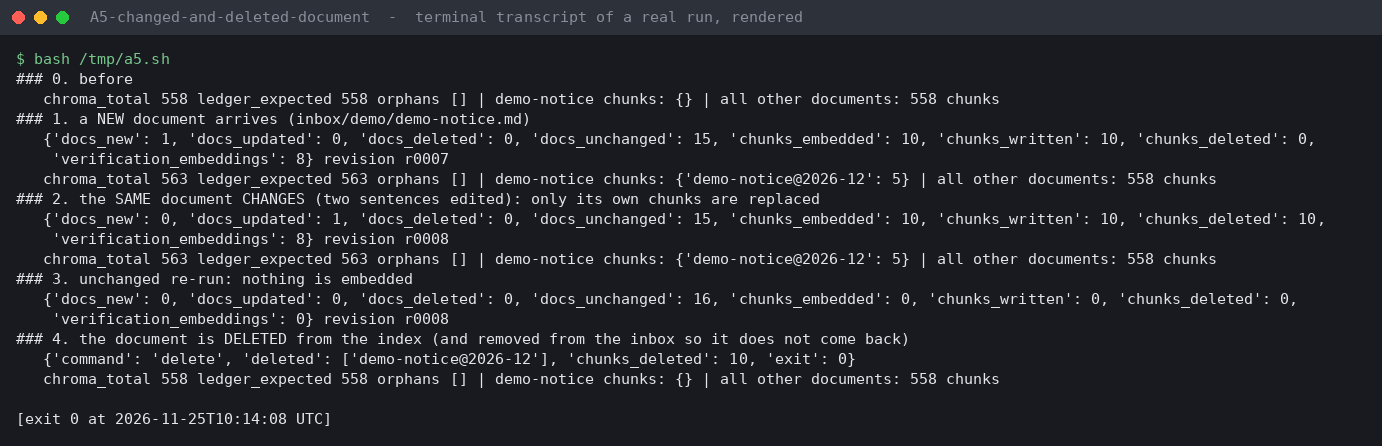 A5-changed-and-deleted-document  -  terminal transcript of a real run, rendered
$ bash /tmp/a5.sh
### 0. before
   chroma_total 558 ledger_expected 558 orphans [] | demo-notice chunks: {} | all other documents: 558 chunks
### 1. a NEW document arrives (inbox/demo/demo-notice.md)
   {'docs_new': 1, 'docs_updated': 0, 'docs_deleted': 0, 'docs_unchanged': 15, 'chunks_embedded': 10, 'chunks_written': 10, 'chunks_deleted': 0,
    'verification_embeddings': 8} revision r0007
   chroma_total 563 ledger_expected 563 orphans [] | demo-notice chunks: {'demo-notice@2026-12': 5} | all other documents: 558 chunks
### 2. the SAME document CHANGES (two sentences edited): only its own chunks are replaced
   {'docs_new': 0, 'docs_updated': 1, 'docs_deleted': 0, 'docs_unchanged': 15, 'chunks_embedded': 10, 'chunks_written': 10, 'chunks_deleted': 10,
    'verification_embeddings': 8} revision r0008
   chroma_total 563 ledger_expected 563 orphans [] | demo-notice chunks: {'demo-notice@2026-12': 5} | all other documents: 558 chunks
### 3. unchanged re-run: nothing is embedded
   {'docs_new': 0, 'docs_updated': 0, 'docs_deleted': 0, 'docs_unchanged': 16, 'chunks_embedded': 0, 'chunks_written': 0, 'chunks_deleted': 0,
    'verification_embeddings': 0} revision r0008
### 4. the document is DELETED from the index (and removed from the inbox so it does not come back)
   {'command': 'delete', 'deleted': ['demo-notice@2026-12'], 'chunks_deleted': 10, 'exit': 0}
   chroma_total 558 ledger_expected 558 orphans [] | demo-notice chunks: {} | all other documents: 558 chunks
[exit 0 at 2026-11-25T10:14:08 UTC]